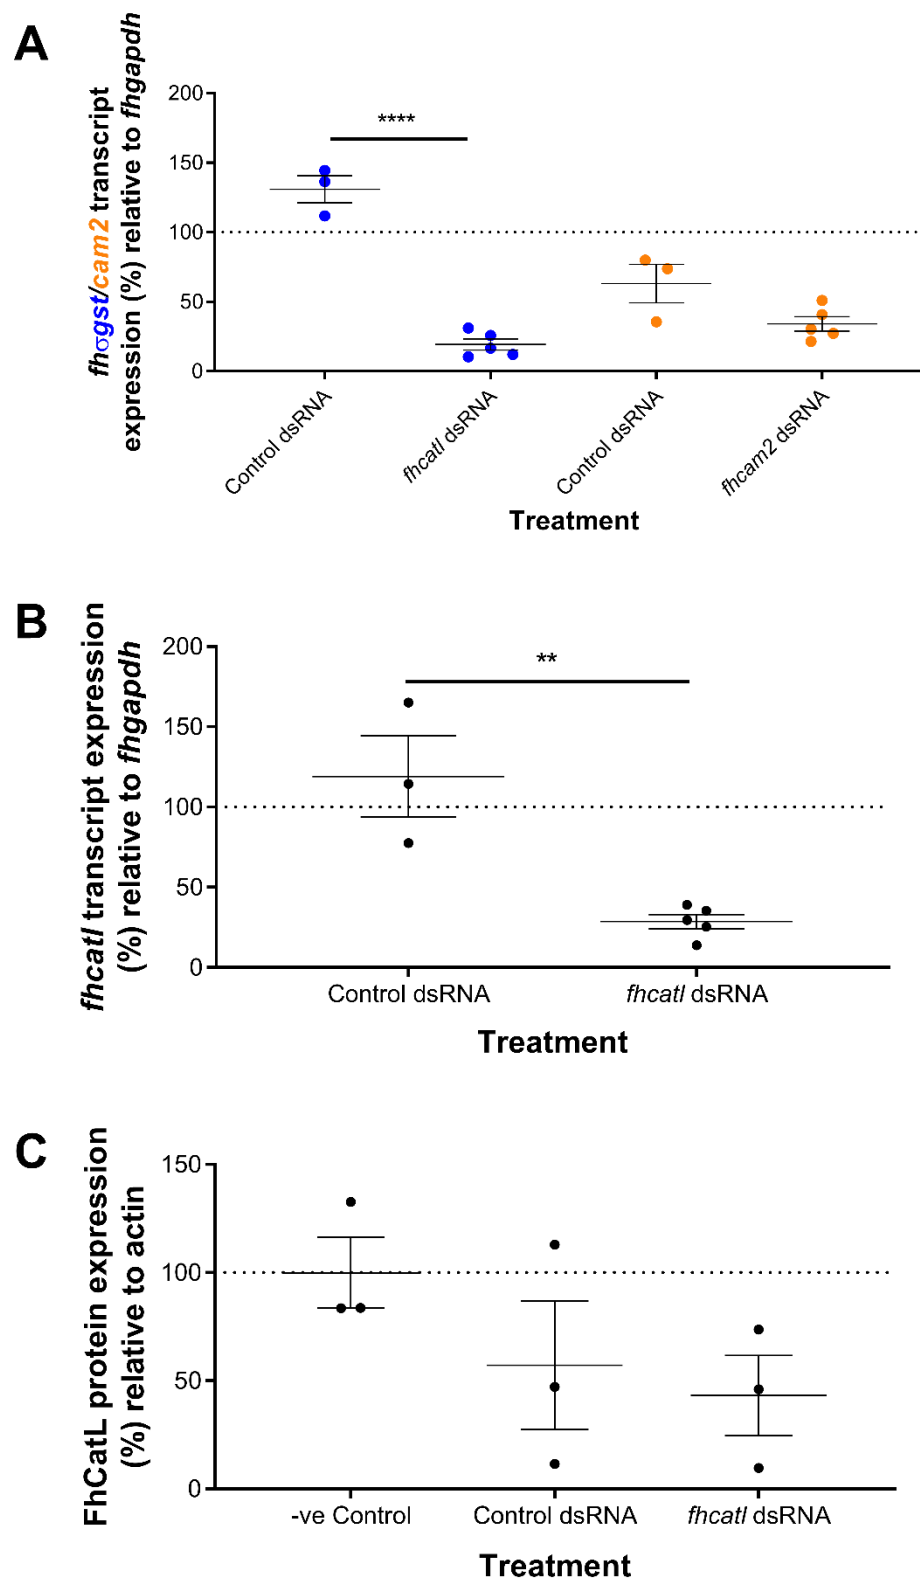 A
fhσgst/cam2 transcript
expression (%) relative to fhgapdh
200
150
100
50
0
****
Control dsRNA
fhcatl dsRNA
Control dsRNA
fhcam2 dsRNA
Treatment
B
fhcatl transcript expression
(%) relative to fhgapdh
200
150
100
50
0
**
Control dsRNA
fhcatl dsRNA
Treatment
C
FhCatL protein expression
(%) relative to actin
150
100
50
0
-ve Control
Control dsRNA
fhcatl dsRNA
Treatment